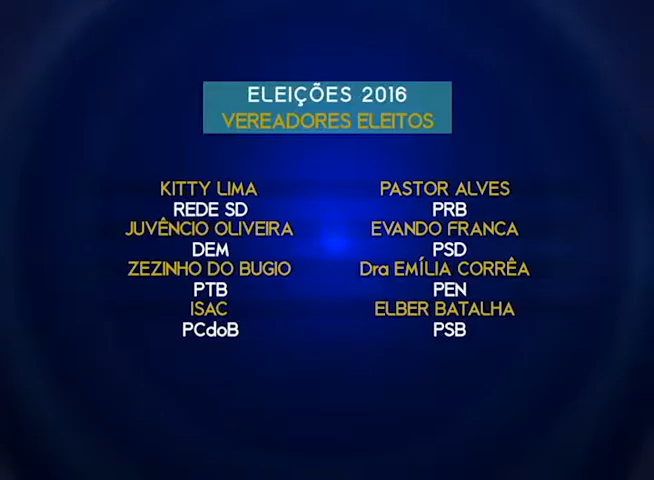 ELEIÇÕES 2016
VEREADORES ELEITOS
KITTY LIMA
REDE SD
JUVÊNCIO OLIVEIRA
DEM
ZEZINHO DO BUGIO
PTB
ISAC
PCdoB
PASTOR ALVES
PRB
EVANDO FRANCA
PSD
Dra EMÍLIA CORRÊA
PEN
ELBER BATALHA
PSB